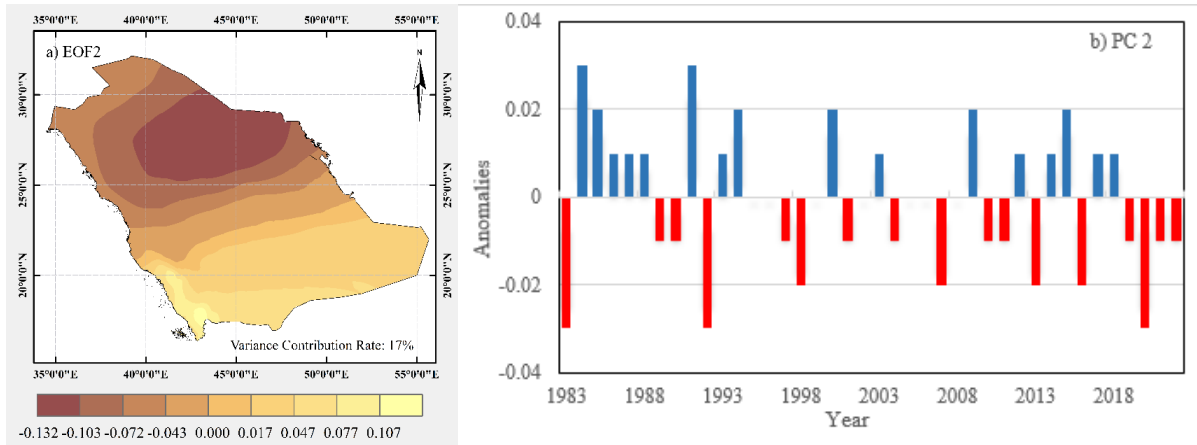 35°0'0"E 40°0'0"E 45°0'0"E 50°0'0"E 55°0'0"E
a) EOF2
N
30°0'0"N 30°0'0"N
25°0'0"N 25°0'0"N
20°0'0"N 20°0'0"N
Variance Contribution Rate: 17%
35°0'0"E 40°0'0"E 45°0'0"E 50°0'0"E 55°0'0"E
-0.132 -0.103 -0.072 -0.043 0.000 0.017 0.047 0.077 0.107
0.04
b) PC 2
0.02
0
-0.02
-0.04
Anomalies
1983 1988 1993 1998 2003 2008 2013 2018
Year